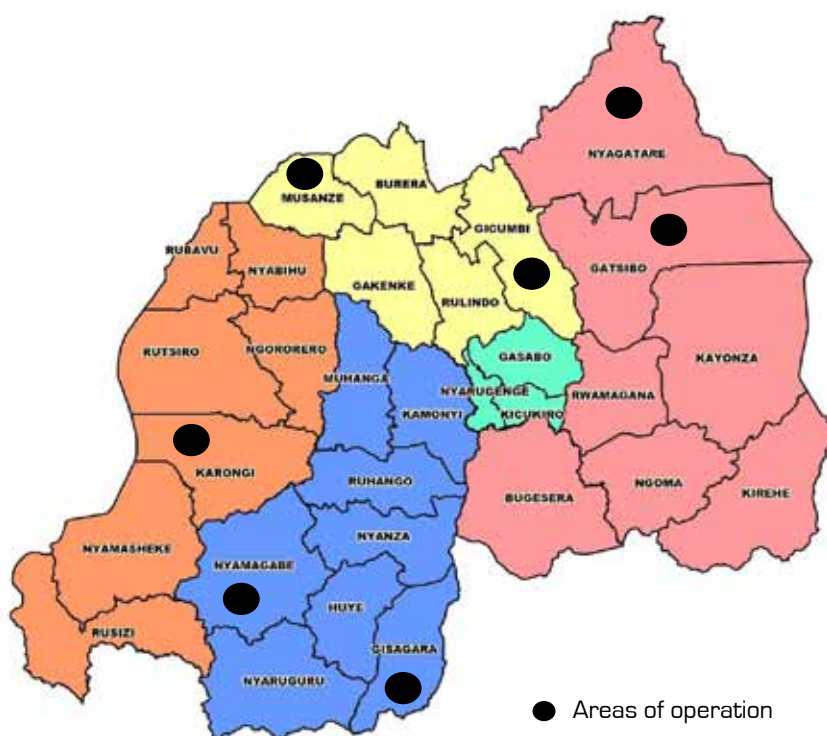 NYAGATARE
BURERA
MUSANZE
GICUMBI
RUBAVU
NYABIHU
GATSIBO
GAKENKE
RULINDO
RUTSIRO
NGORORERO
GASABO
MUHANGA
KAYONZA
NYARUGENGE
RWAMAGANA
KAMONYI
KICUKIRO
KARONGI
RUHANGO
NGOMA
KIREHE
BUGESERA
NYANZA
NYAMASHEKE
NYAMAGABE
HUYE
RUSIZI
GISAGARA
NYARUGURU
Areas of operation